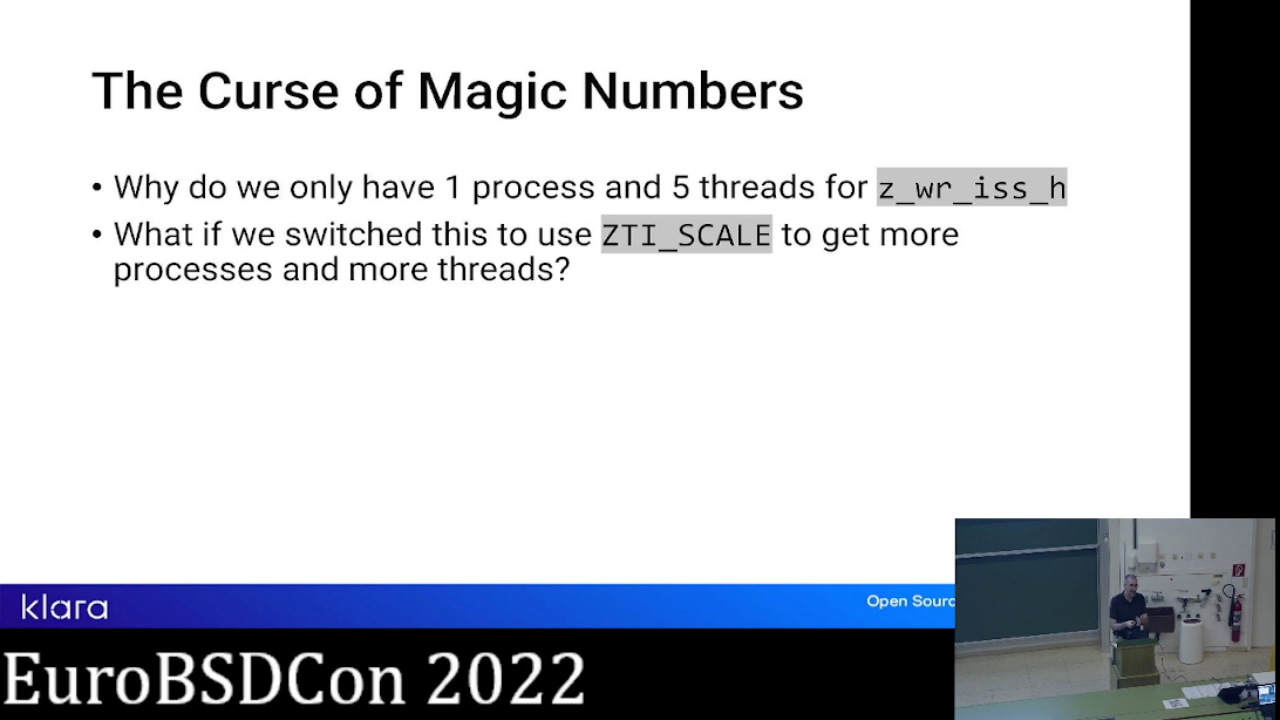 The Curse of Magic Numbers
• Why do we only have 1 process and 5 threads for z_wr_iss_h
• What if we switched this to use ZTI_SCALE to get more
processes and more threads?
klara
Open Sourc
EuroBSDCon 2022